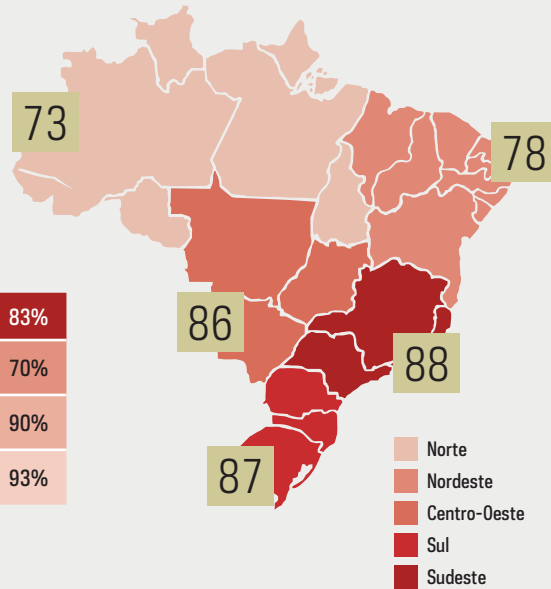 73
78
83%
86
70%
88
90%
Norte
93%
87
Nordeste
Centro-Oeste
Sul
Sudeste